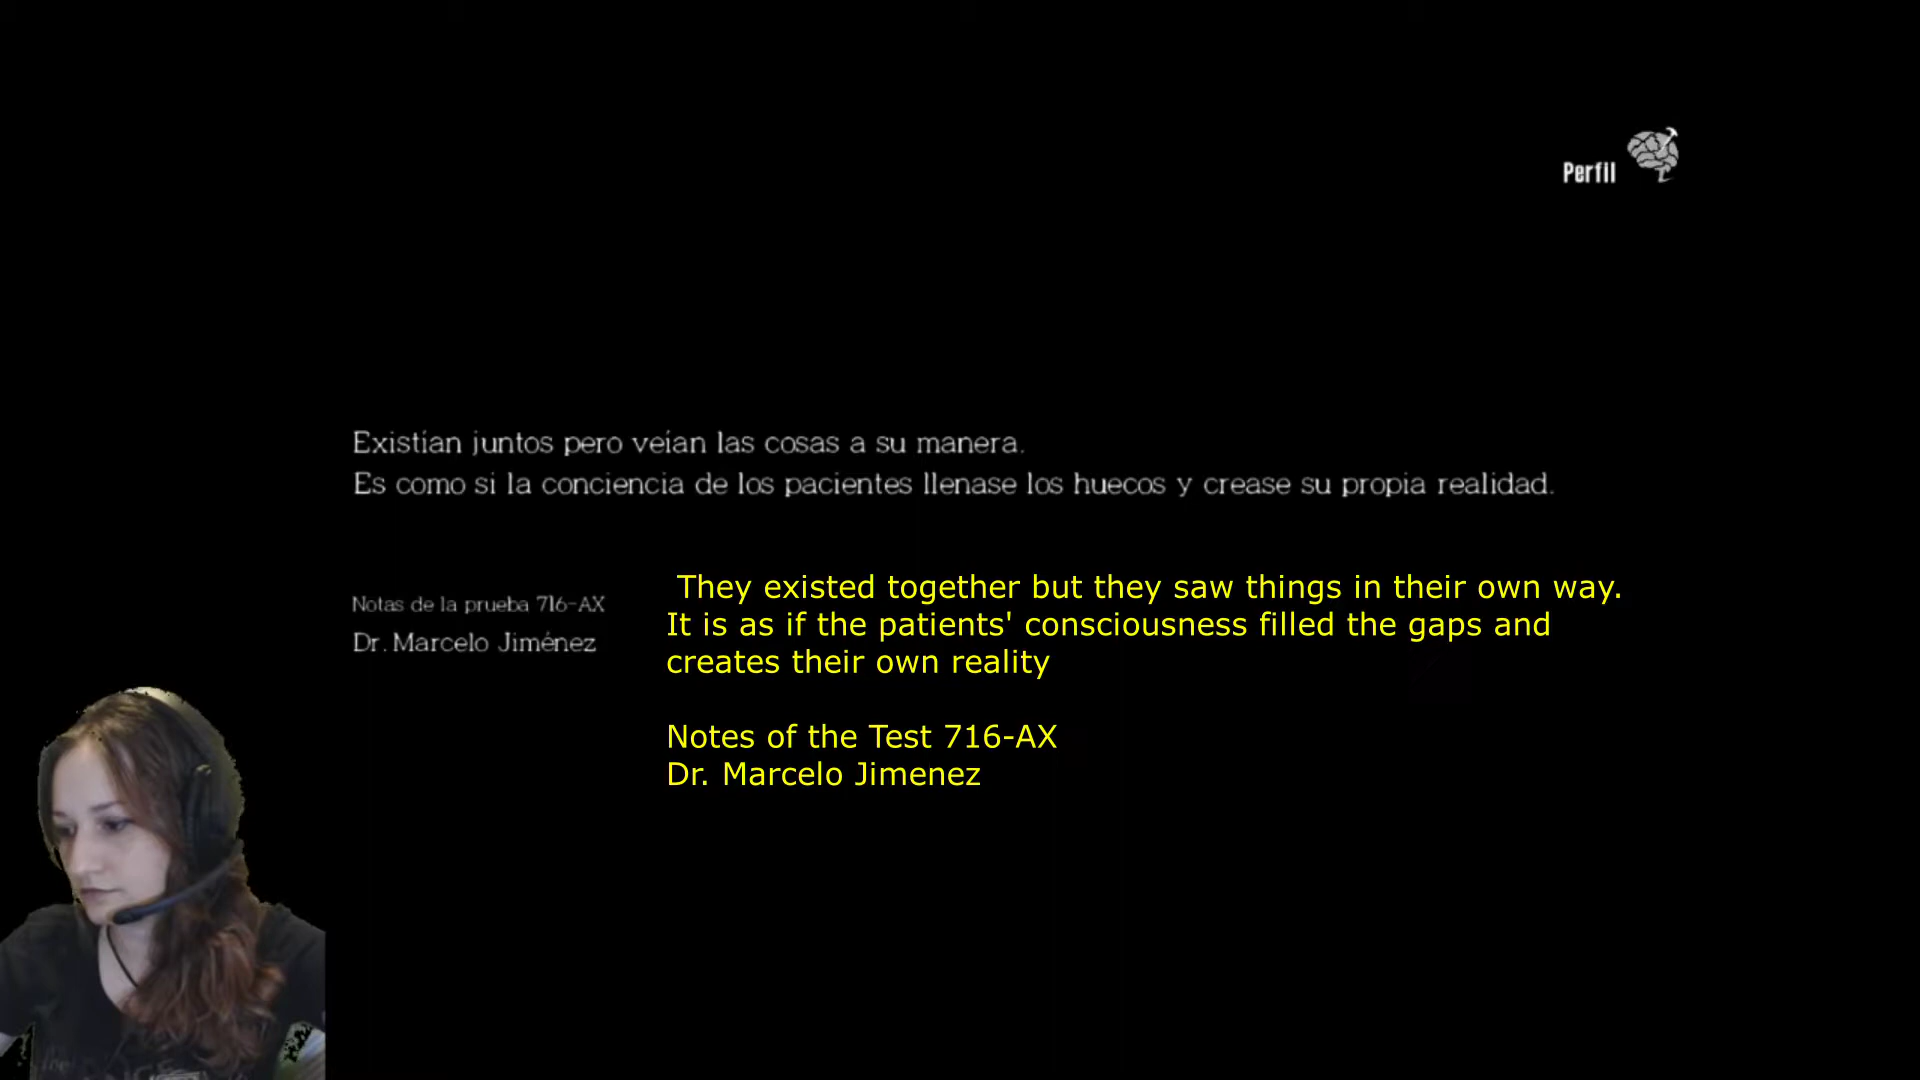 Perfil
Existían juntos pero veían las cosas a su manera.
Es como si la conciencia de los pacientes llenase los huecos y crease su propia realidad.
Notas de la prueba 716-AX
Dr. Marcelo Jiménez
They existed together but they saw things in their own way.
It is as if the patients' consciousness filled the gaps and
creates their own reality
Notes of the Test 716-AX
Dr. Marcelo Jimenez